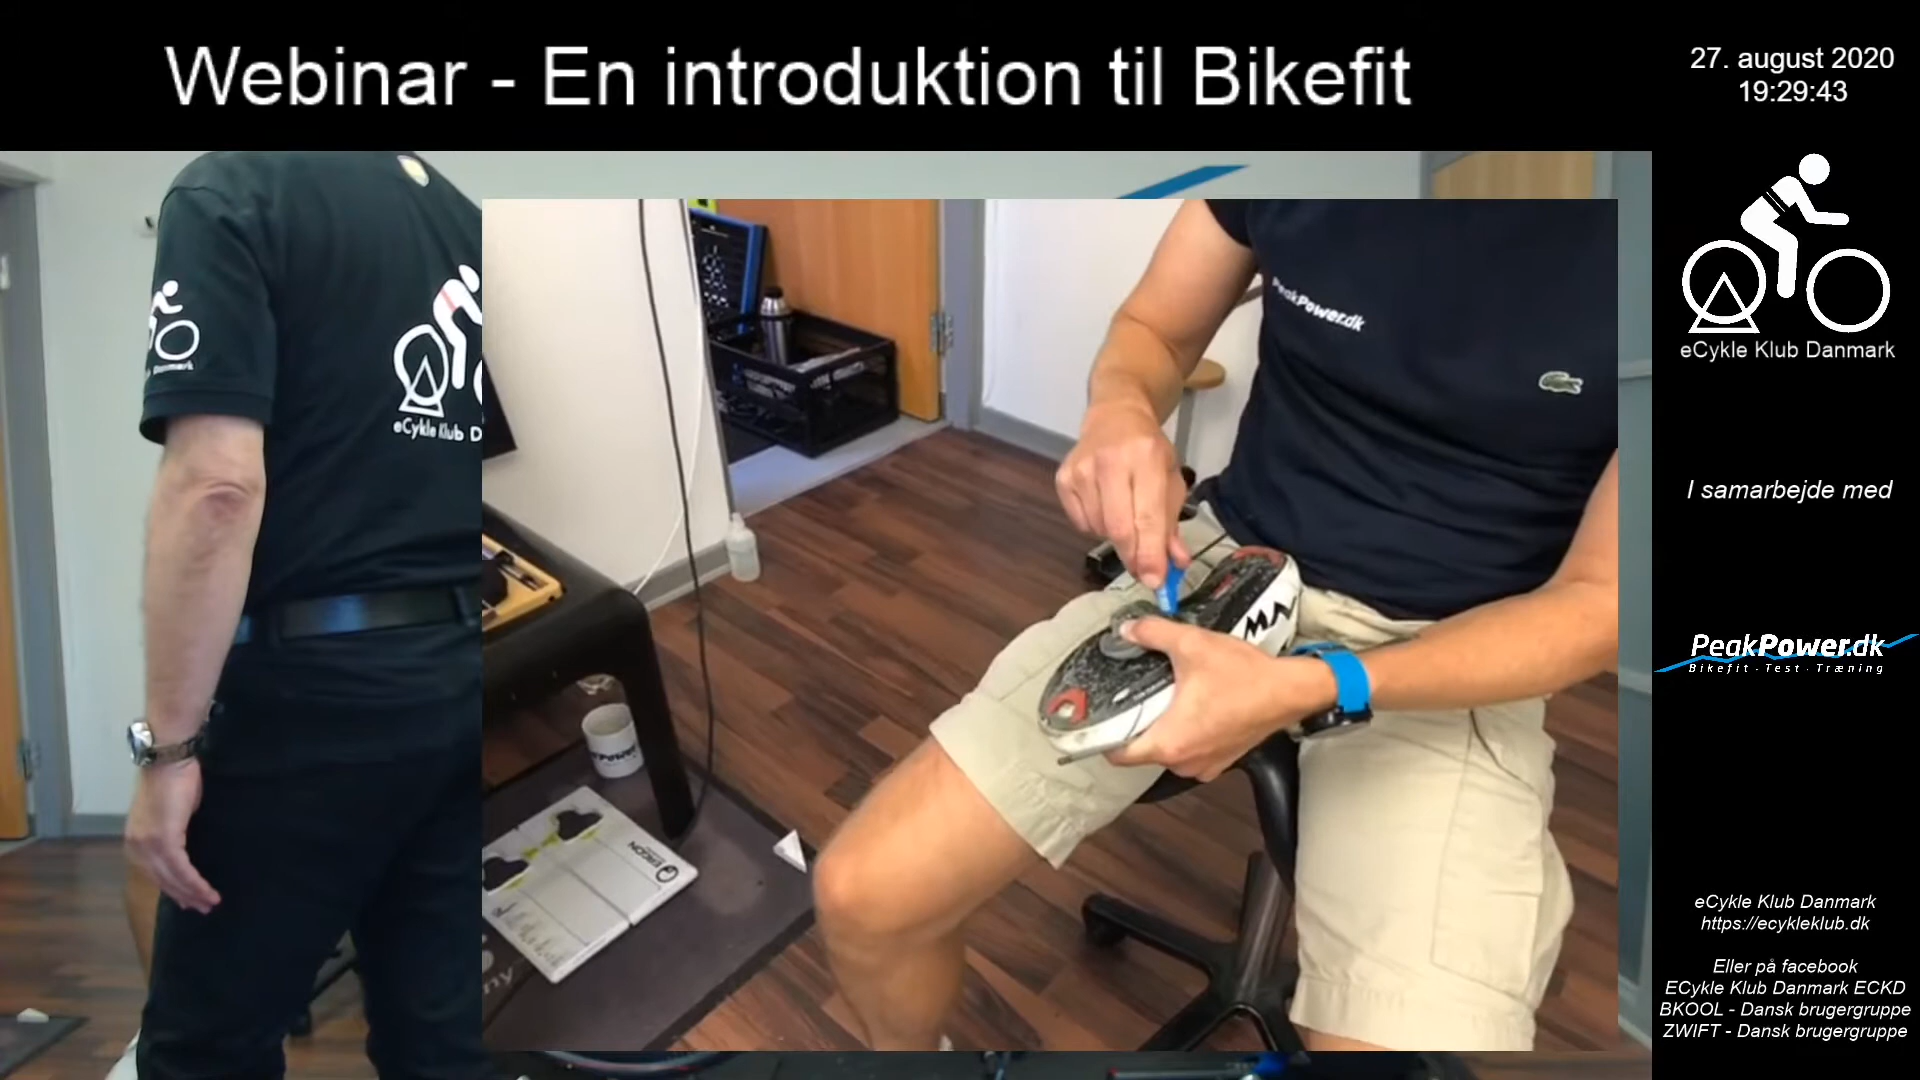 Webinar - En introduktion til Bikefit
27. august 2020
19:29:43
eCykle Klub Danmark
I samarbejde med
PeakPower.dk
Bikefit · Test · Træning
eCykle Klub Danmark
https://ecykleklub.dk
Eller på facebook
ECykle Klub Danmark ECKD
BKOOL - Dansk brugergruppe
ZWIFT - Dansk brugergruppe
Danmark
eCykle Klub D
PeakPower.dk
ERGON